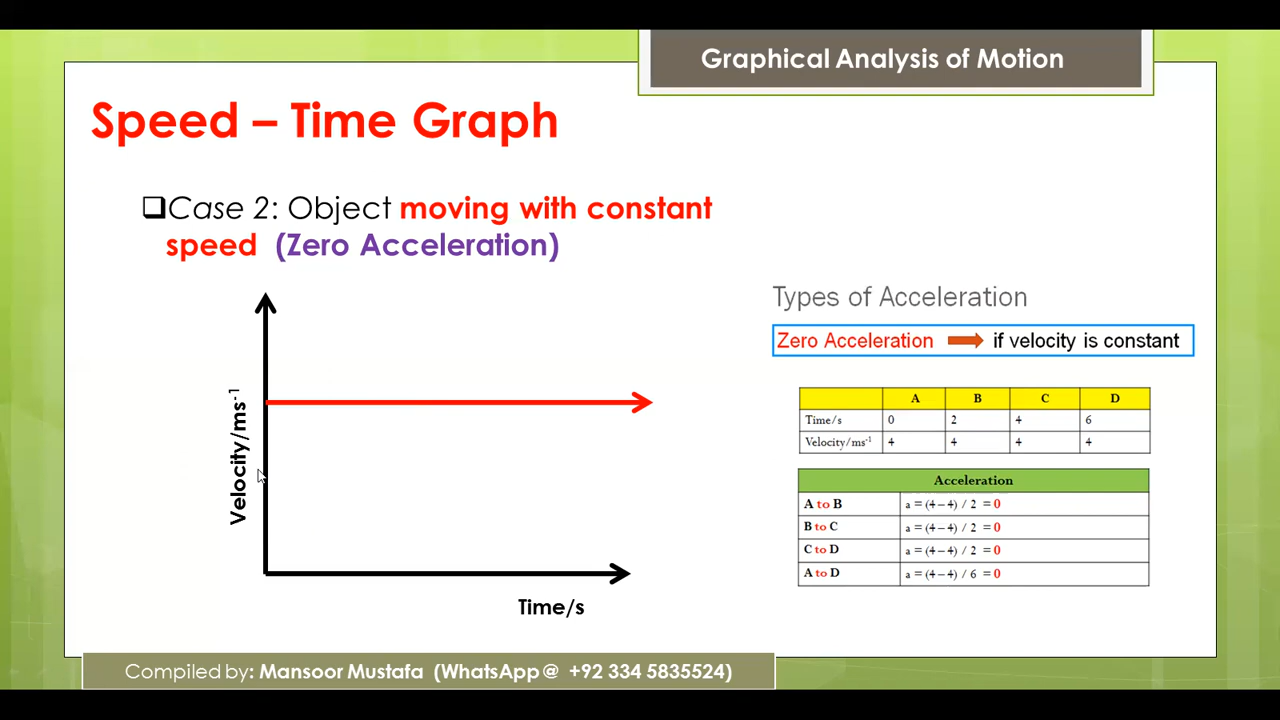 Graphical Analysis of Motion
Speed – Time Graph
❑Case 2: Object moving with constant
speed (Zero Acceleration)
Velocity/ms-1
Time/s
Types of Acceleration
Zero Acceleration if velocity is constant
A B C D
Time/s 0 2 4 6
Velocity/ms-1 4 4 4 4
Acceleration
A to B a = (4 – 4) / 2 = 0
B to C a = (4 – 4) / 2 = 0
C to D a = (4 – 4) / 2 = 0
A to D a = (4 – 4) / 6 = 0
Compiled by: Mansoor Mustafa (WhatsApp @ +92 334 5835524)